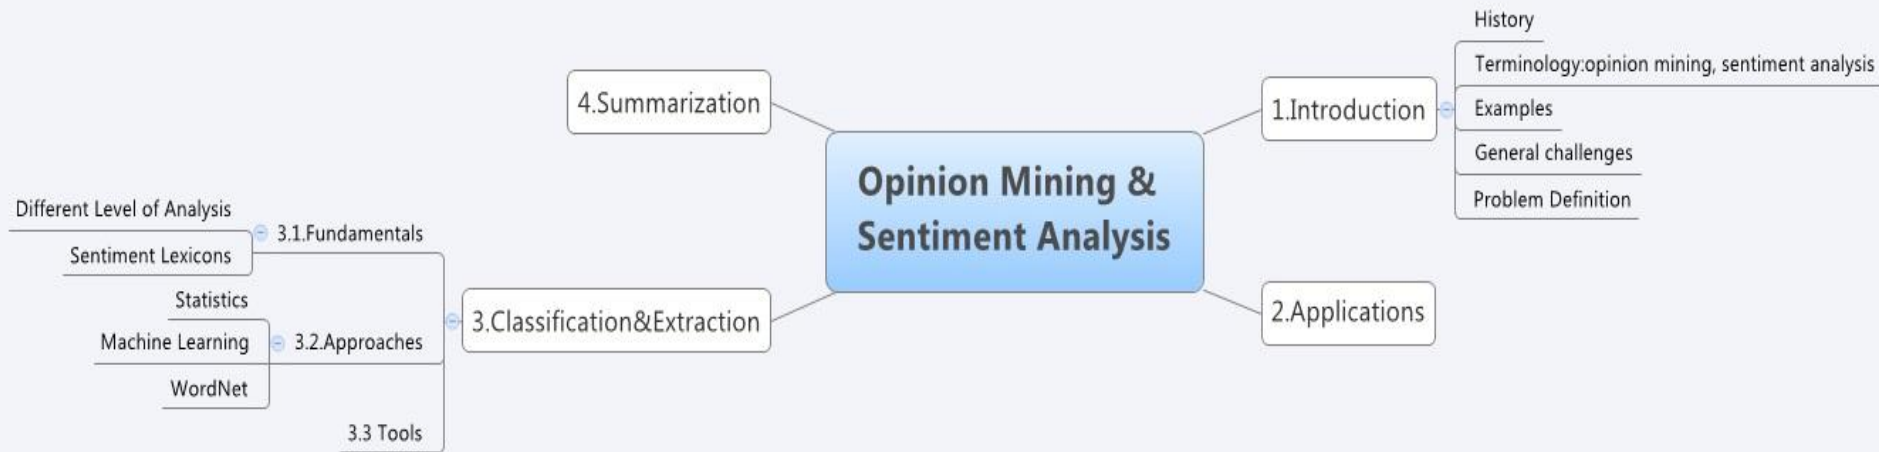 Opinion Mining &
Sentiment Analysis
1.Introduction
History
Terminology:opinion mining, sentiment analysis
Examples
General challenges
Problem Definition
2.Applications
3.Classification&Extraction
3.1.Fundamentals
Different Level of Analysis
Sentiment Lexicons
3.2.Approaches
Statistics
Machine Learning
WordNet
3.3 Tools
4.Summarization